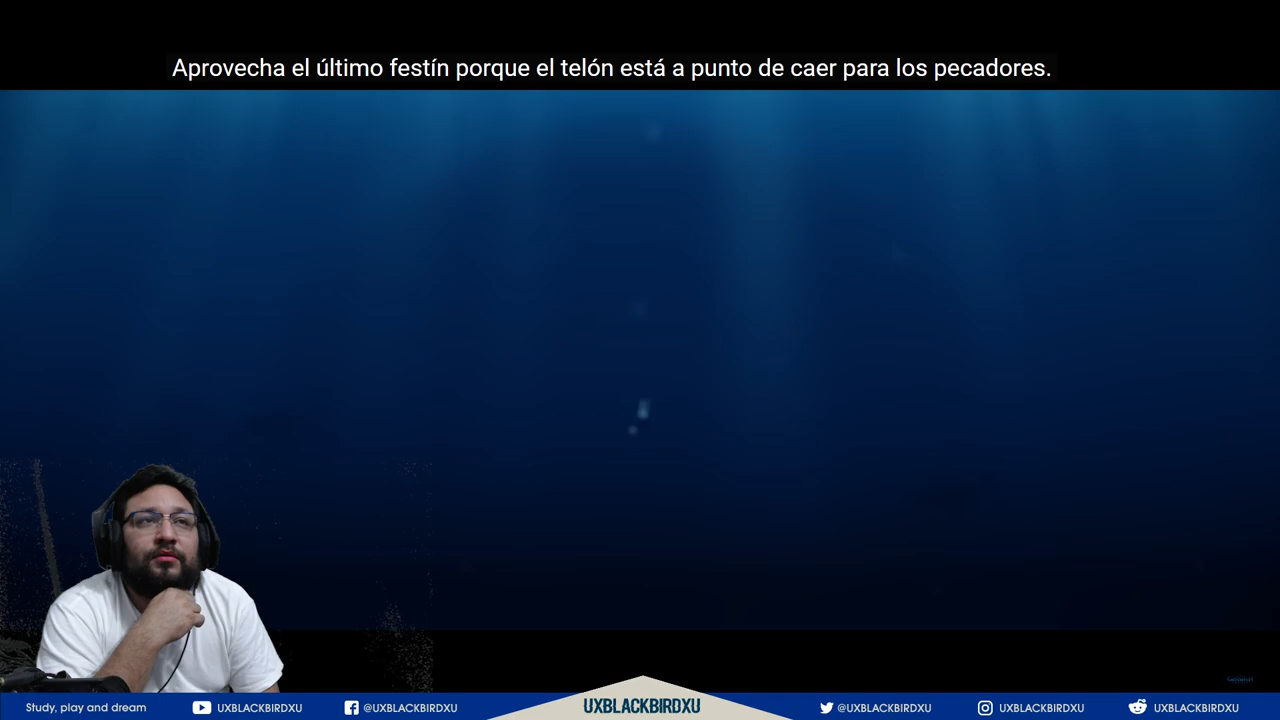 Aprovecha el último festín porque el telón está a punto de caer para los pecadores.
Study, play and dream
UXBLACKBIRDXU
@UXBLACKBIRDXU
UXBLACKBIRDXU
@UXBLACKBIRDXU
UXBLACKBIRDXU
UXBLACKBIRDXU